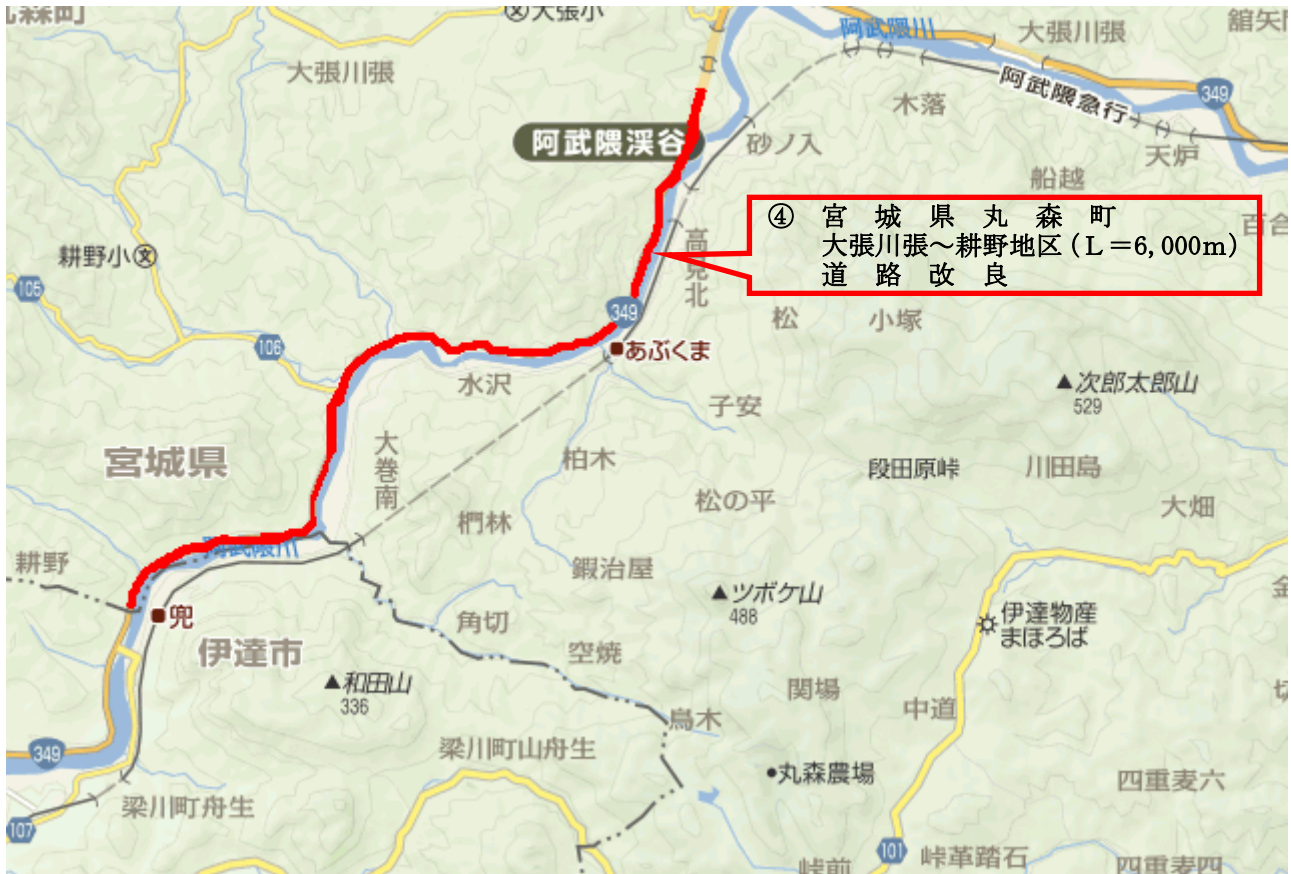 丸森町
大張小
阿武隈川
大張川張
大張川張
349
阿武隈急行
木落
阿武隈渓谷
砂ノ入
天炉
船越
④ 宮城県丸森町
大張川張~耕野地区(L=6,000m)
道路改良
耕野小
高見北
105
349
松
小塚
106
あぶくま
水沢
▲次郎太郎山
529
子安
宮城県
大巻南
柏木
段田原峠
川田島
松の平
大畑
椚林
耕野
阿武隈川
鍛冶屋
▲ツボケ山
488
兜
角切
伊達物産
まほろば
伊達市
空焼
▲和田山
336
関場
中道
鳥木
349
梁川町山舟生
丸森農場
四重麦六
梁川町舟生
107
101
峠前
峠革踏石
四重麦四